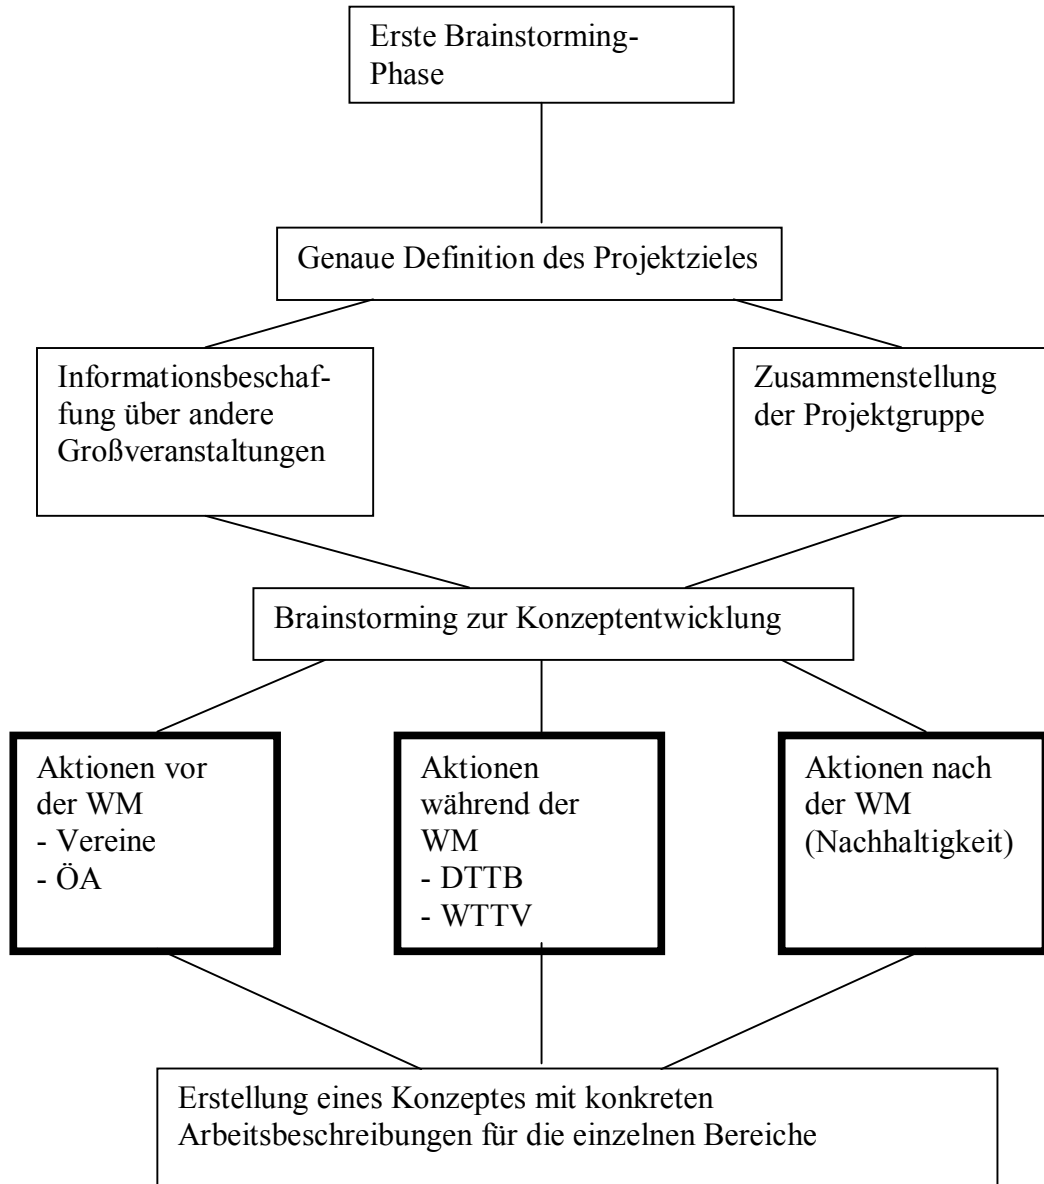 Erste Brainstorming-
Phase
Genaue Definition des Projektzieles
Informationsbeschaf-
fung über andere
Großveranstaltungen
Zusammenstellung
der Projektgruppe
Brainstorming zur Konzeptentwicklung
Aktionen vor
der WM
- Vereine
- ÖA
Aktionen
während der
WM
- DTTB
- WTTV
Aktionen nach
der WM
(Nachhaltigkeit)
Erstellung eines Konzeptes mit konkreten
Arbeitsbeschreibungen für die einzelnen Bereiche